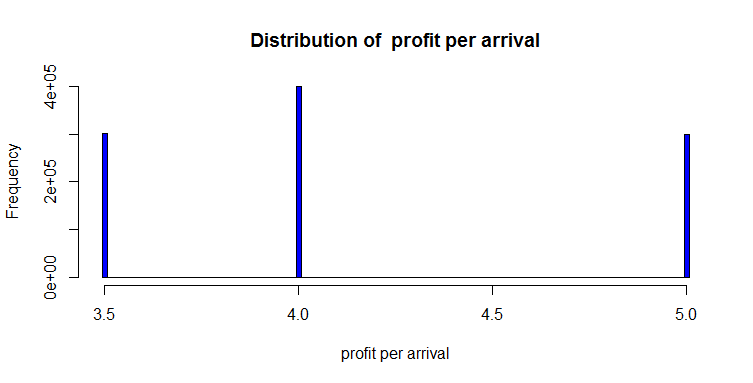 Distribution of  profit per arrival
Frequency
4e+05
2e+05
0e+00
3.5 4.0 4.5 5.0
profit per arrival